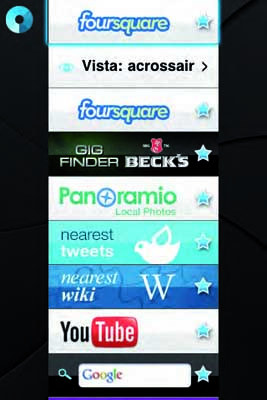 foursquare
Vista: acrossair
foursquare
GIG
FINDER BECK'S
Panoramio
Local Photos
nearest
tweets
nearest
wiki W
YouTube
Google